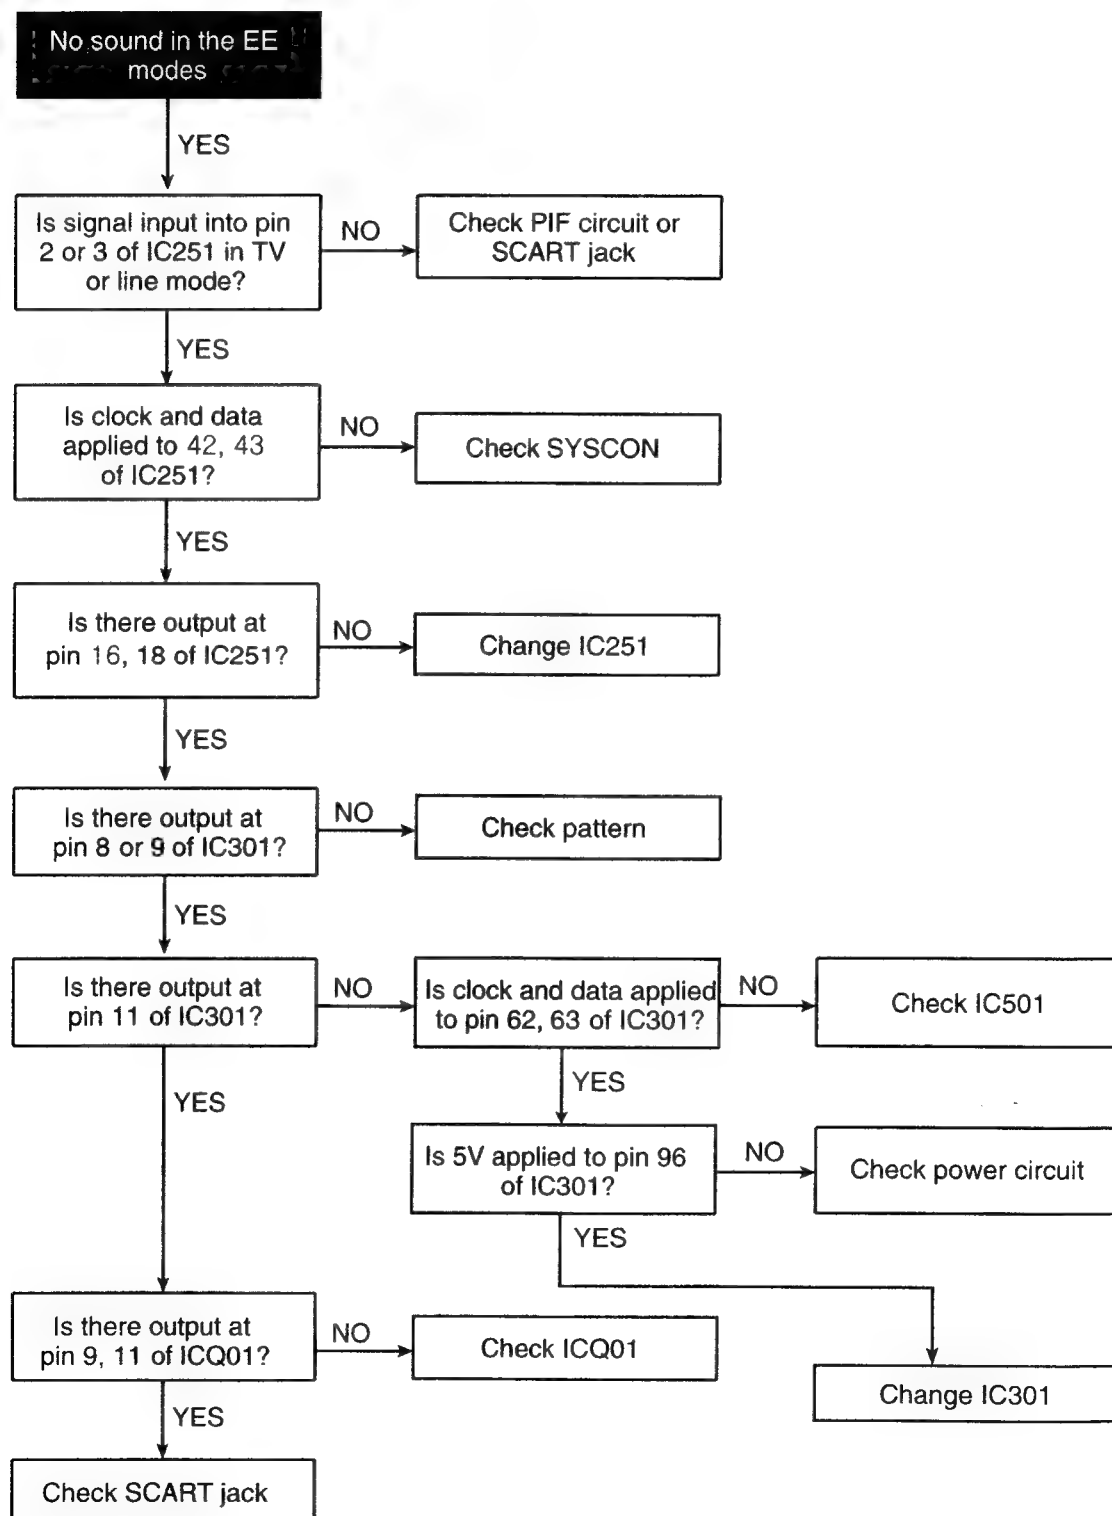 No sound in the EE
modes
YES
Is signal input into pin
2 or 3 of IC251 in TV
or line mode?
NO
Check PIF circuit or
SCART jack
YES
Is clock and data
applied to 42, 43
of IC251?
NO
Check SYSCON
YES
Is there output at
pin 16, 18 of IC251?
NO
Change IC251
YES
Is there output at
pin 8 or 9 of IC301?
NO
Check pattern
YES
Is there output at
pin 11 of IC301?
NO
Is clock and data applied
to pin 62, 63 of IC301?
NO
Check IC501
YES
YES
Is 5V applied to pin 96
of IC301?
NO
Check power circuit
YES
Is there output at
pin 9, 11 of ICQ01?
NO
Check ICQ01
Change IC301
YES
Check SCART jack